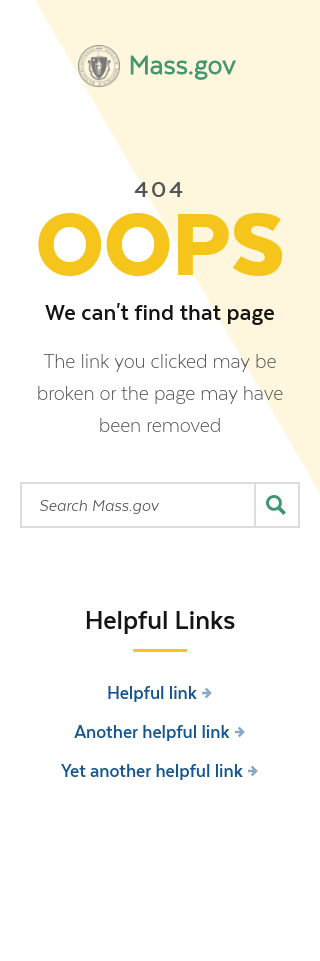 Mass.gov
404
OOPS
We can't find that page
The link you clicked may be
broken or the page may have
been removed
Search Mass.gov
Helpful Links
Helpful link
Another helpful link
Yet another helpful link